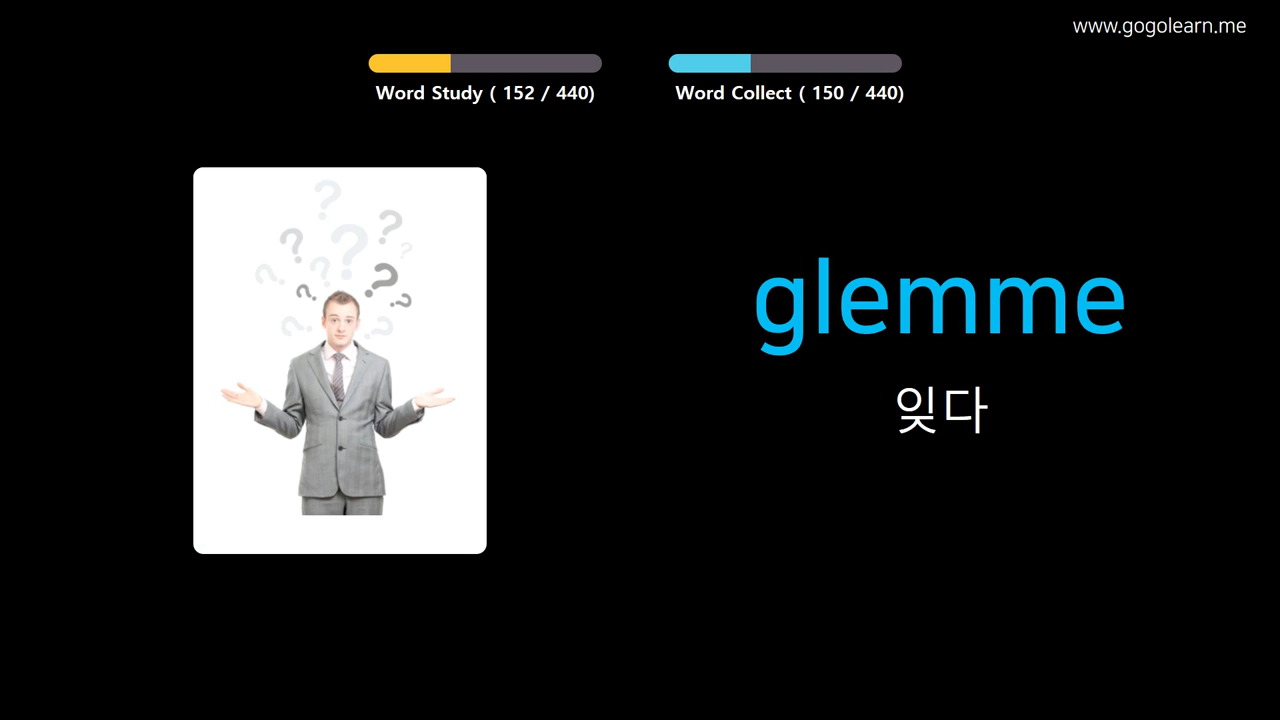 www.gogolearn.me
Word Study ( 152 / 440)
Word Collect ( 150 / 440)
? ? ? ? ? ? ? ? ? ? ? ?
glemme
잊다